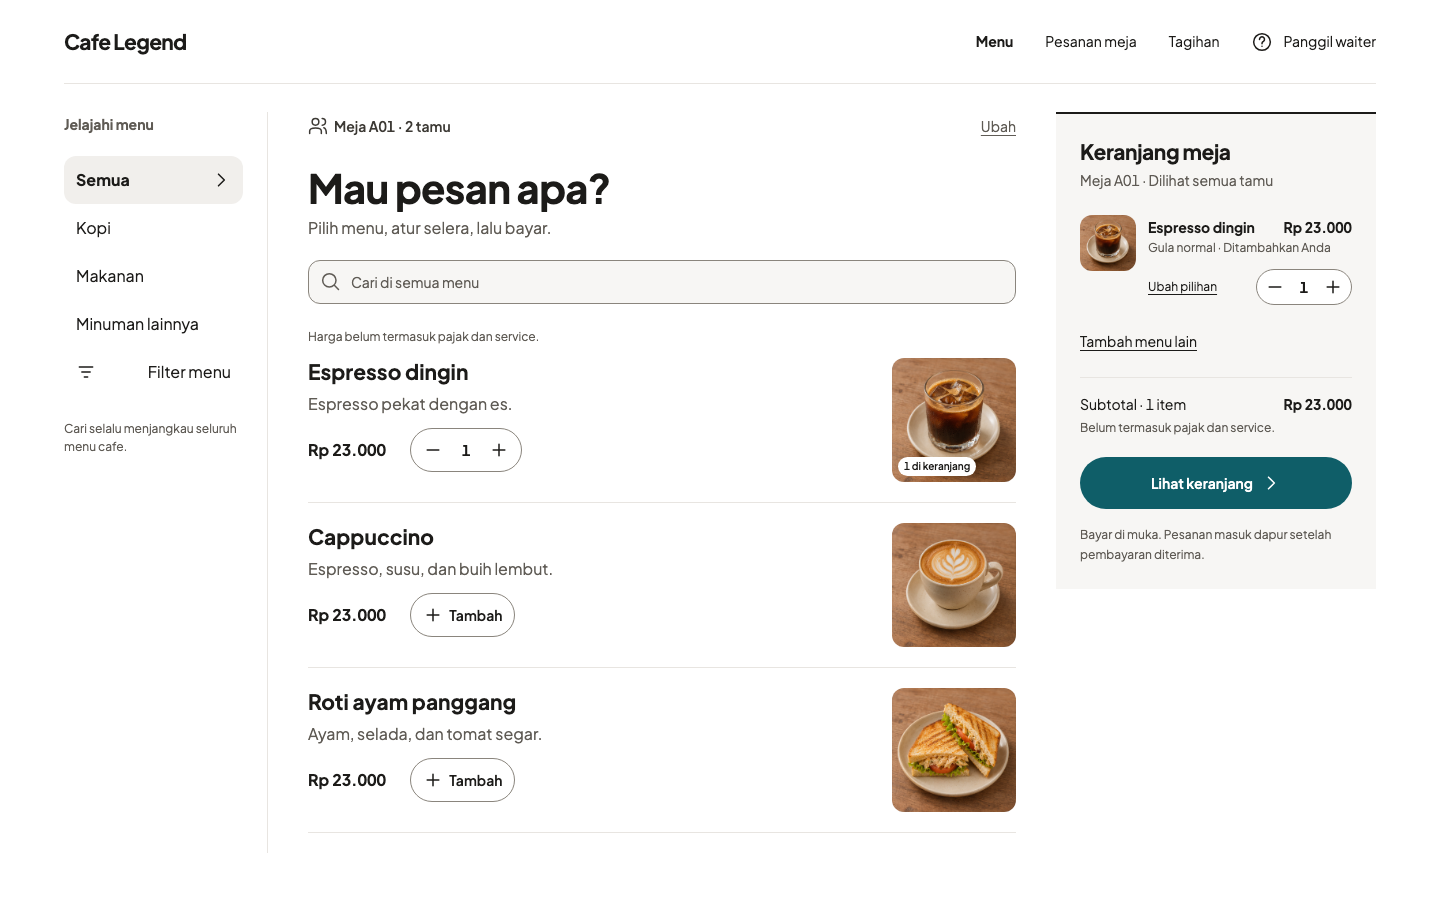 Cafe Legend
Menu
Pesanan meja
Tagihan
Panggil waiter
Jelajahi menu
Semua
Kopi
Makanan
Minuman lainnya
Filter menu
Cari selalu menjangkau seluruh
menu cafe.
Meja A01 · 2 tamu
Ubah
Mau pesan apa?
Pilih menu, atur selera, lalu bayar.
Cari di semua menu
Harga belum termasuk pajak dan service.
Espresso dingin
Espresso pekat dengan es.
Rp 23.000
1
1 di keranjang
Cappuccino
Espresso, susu, dan buih lembut.
Rp 23.000
Tambah
Roti ayam panggang
Ayam, selada, dan tomat segar.
Rp 23.000
Tambah
Keranjang meja
Meja A01 · Dilihat semua tamu
Espresso dingin
Rp 23.000
Gula normal · Ditambahkan Anda
Ubah pilihan
1
Tambah menu lain
Subtotal · 1 item
Rp 23.000
Belum termasuk pajak dan service.
Lihat keranjang
Bayar di muka. Pesanan masuk dapur setelah
pembayaran diterima.